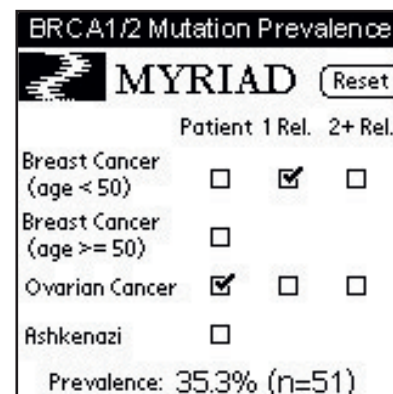 BRCA1/2 Mutation Prevalence
MYRIAD Reset
Patient 1 Rel. 2+ Rel.
Breast Cancer
(age < 50)
Breast Cancer
(age >= 50)
Ovarian Cancer
Ashkenazi
Prevalence: 35.3% (n=51)